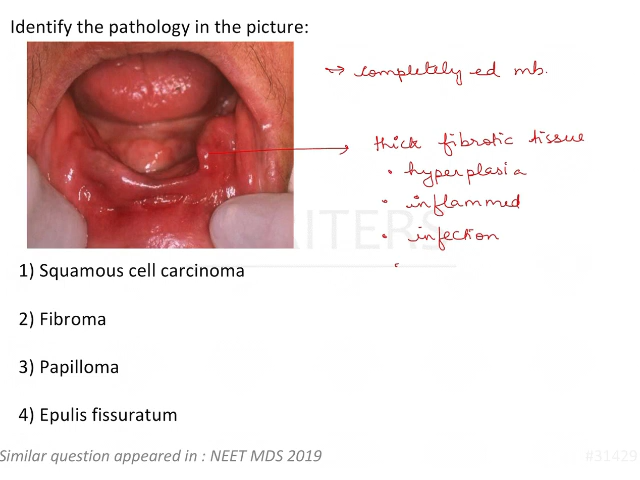 Identify the pathology in the picture:
→ completely ed mb.
thick fibrotic tissue
• hyperplasia
• inflammed
• infection
1) Squamous cell carcinoma
2) Fibroma
3) Papilloma
4) Epulis fissuratum
Similar question appeared in : NEET MDS 2019
#31429